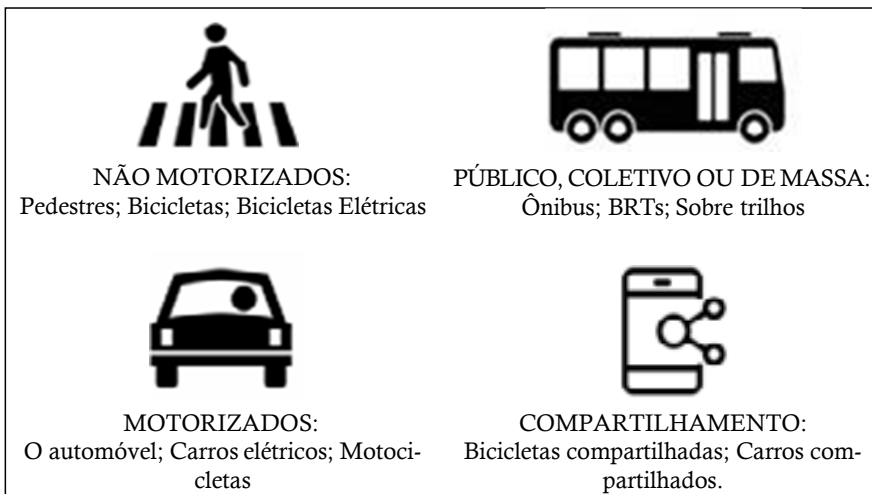 NÃO MOTORIZADOS:
Pedestres; Bicicletas; Bicicletas Elétricas
PÚBLICO, COLETIVO OU DE MASSA:
Ônibus; BRTs; Sobre trilhos
MOTORIZADOS:
O automóvel; Carros elétricos; Motoci-
cletas
COMPARTILHAMENTO:
Bicicletas compartilhadas; Carros com-
partilhados.